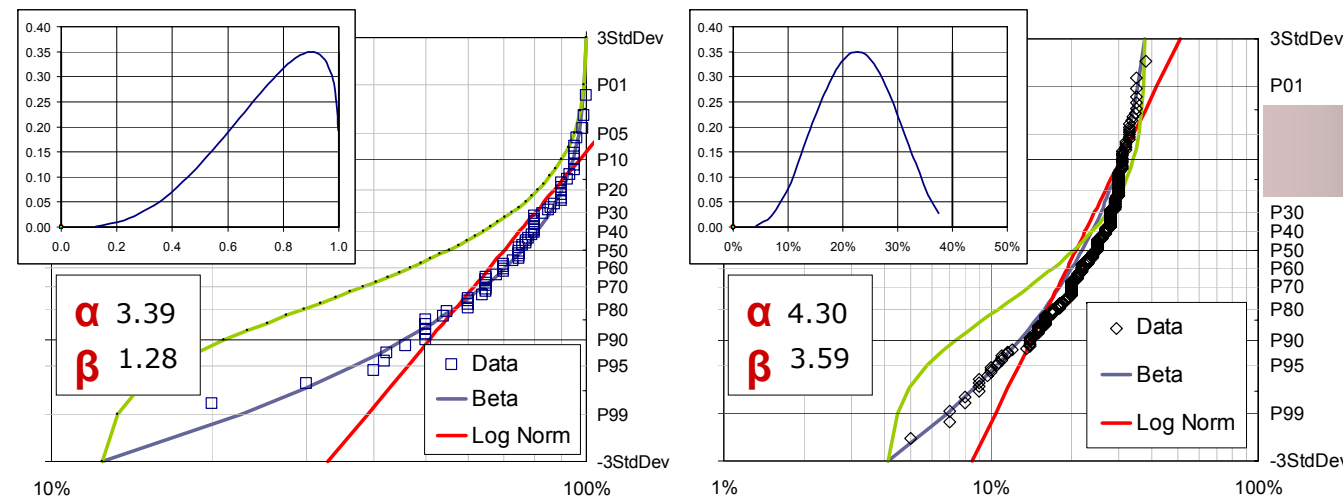 0.40
0.35
0.30
0.25
0.20
0.15
0.10
0.05
0.00
0.0 0.2 0.4 0.6 0.8 1.0
3StdDev
P01
P05
P10
P20
P30
P40
P50
P60
P70
P80
P90
P95
P99
-3StdDev
α 3.39
β 1.28
Data
Beta
Log Norm
10% 100%
0.40
0.35
0.30
0.25
0.20
0.15
0.10
0.05
0.00
0% 10% 20% 30% 40% 50%
3StdDev
P01
P30
P40
P50
P60
P70
P80
P90
P95
P99
-3StdDev
α 4.30
β 3.59
Data
Beta
Log Norm
1% 10% 100%